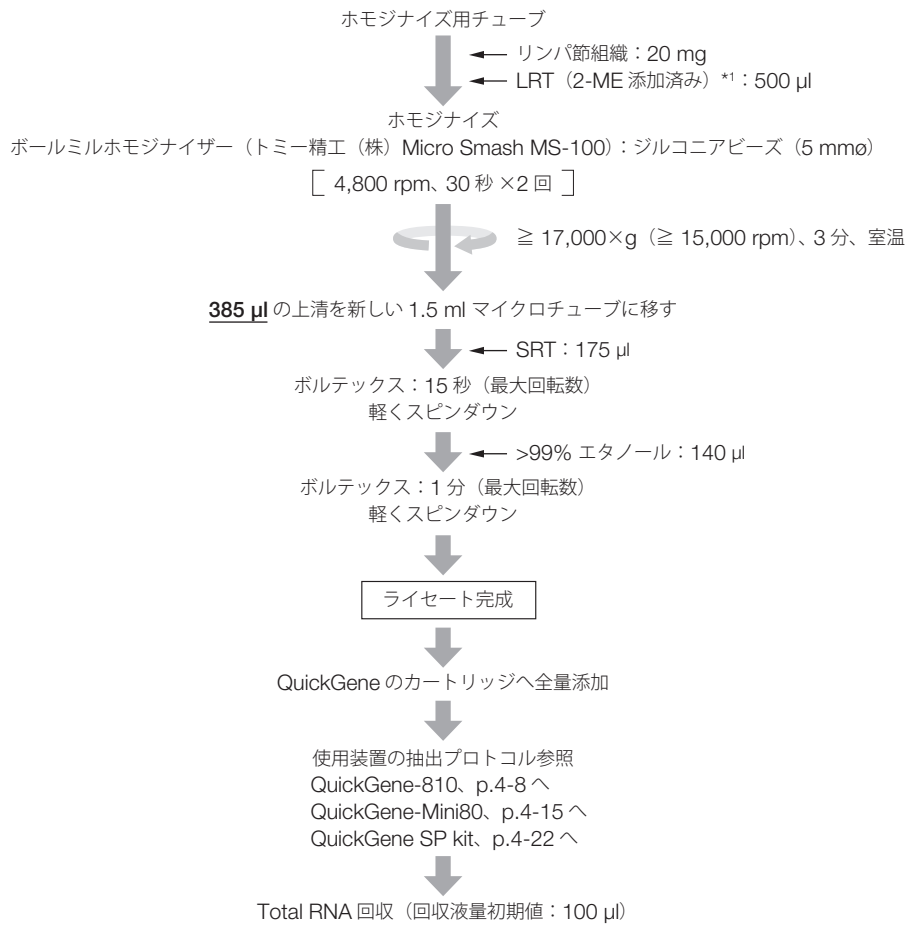 ホモジナイズ用チューブ
リンパ節組織：20 mg
LRT（2-ME 添加済み）*1：500 µl
ホモジナイズ
ボールミルホモジナイザー（トミー精工（株）Micro Smash MS-100）：ジルコニアビーズ（5 mmø）
[ 4,800 rpm、30 秒 ×2 回 ]
≧ 17,000×g（≧ 15,000 rpm）、3 分、室温
385 µl の上清を新しい 1.5 ml マイクロチューブに移す
SRT：175 µl
ボルテックス：15 秒（最大回転数）
軽くスピンダウン
>99% エタノール：140 µl
ボルテックス：1 分（最大回転数）
軽くスピンダウン
ライセート完成
QuickGene のカートリッジへ全量添加
使用装置の抽出プロトコル参照
QuickGene-810、p.4-8 へ
QuickGene-Mini80、p.4-15 へ
QuickGene SP kit、p.4-22 へ
Total RNA 回収（回収液量初期値：100 µl）